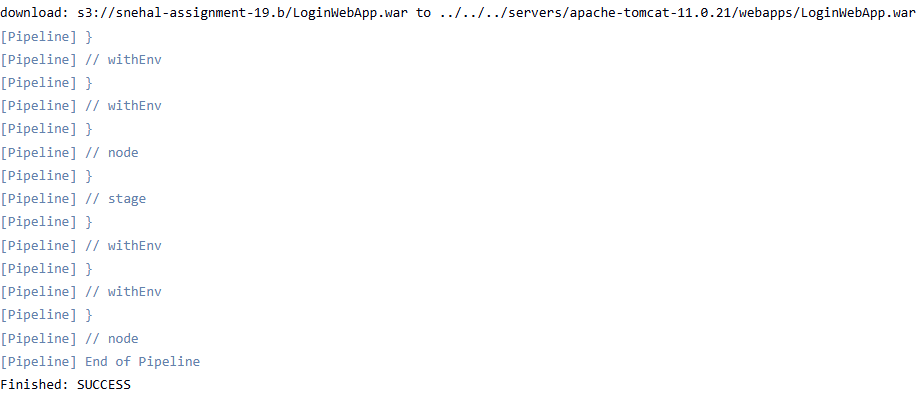 download: s3://snehal-assignment-19.b/LoginWebApp.war to ../../../servers/apache-tomcat-11.0.21/webapps/LoginWebApp.war
[Pipeline] }
[Pipeline] // withEnv
[Pipeline] }
[Pipeline] // withEnv
[Pipeline] }
[Pipeline] // node
[Pipeline] }
[Pipeline] // stage
[Pipeline] }
[Pipeline] // withEnv
[Pipeline] }
[Pipeline] // withEnv
[Pipeline] }
[Pipeline] // node
[Pipeline] End of Pipeline
Finished: SUCCESS